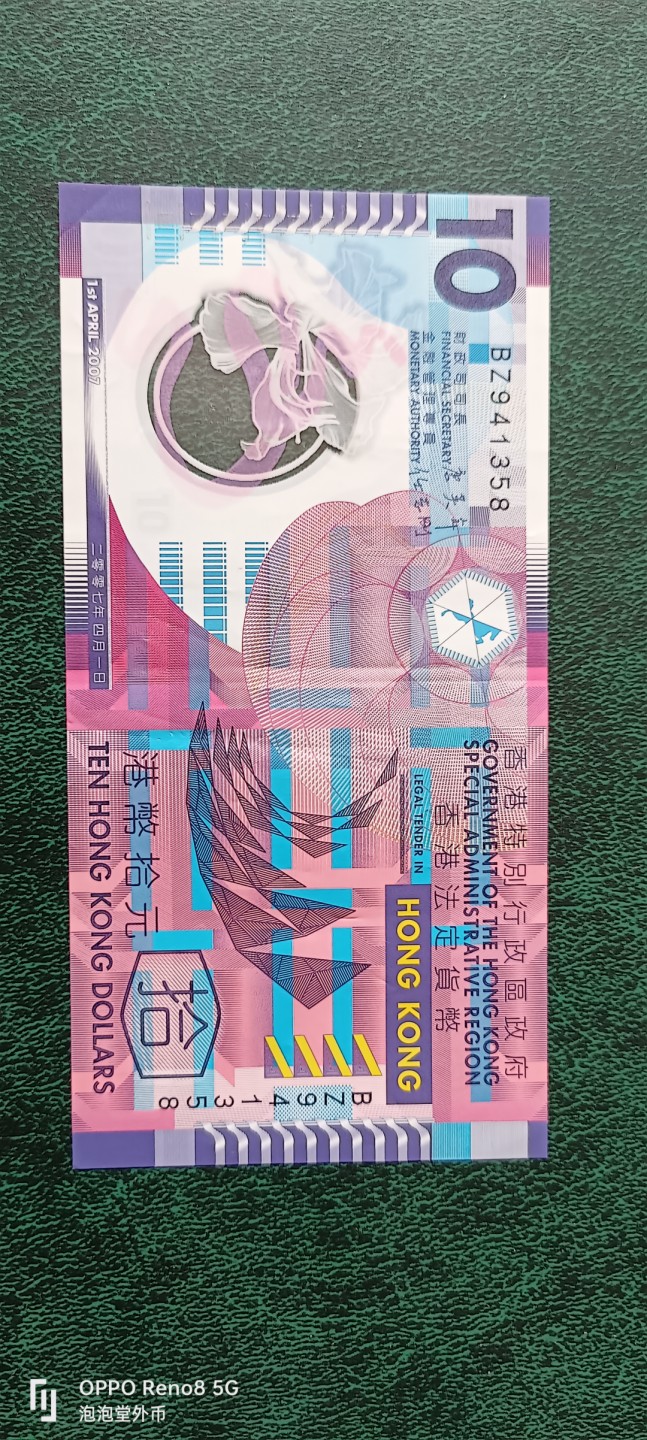 10
BZ941358
財政司司長
FINANCIAL SECRETARY
金融管理專員
MONETARY AUTHORITY
1st APRIL 2007
二零零七年四月一日
香港特別行政區政府
GOVERNMENT OF THE HONG KONG
SPECIAL ADMINISTRATIVE REGION
香港法定貨幣
LEGAL TENDER IN
HONG KONG
BZ941358
拾
港幣拾元
TEN HONG KONG DOLLARS
OPPO Reno8 5G
泡泡堂外币